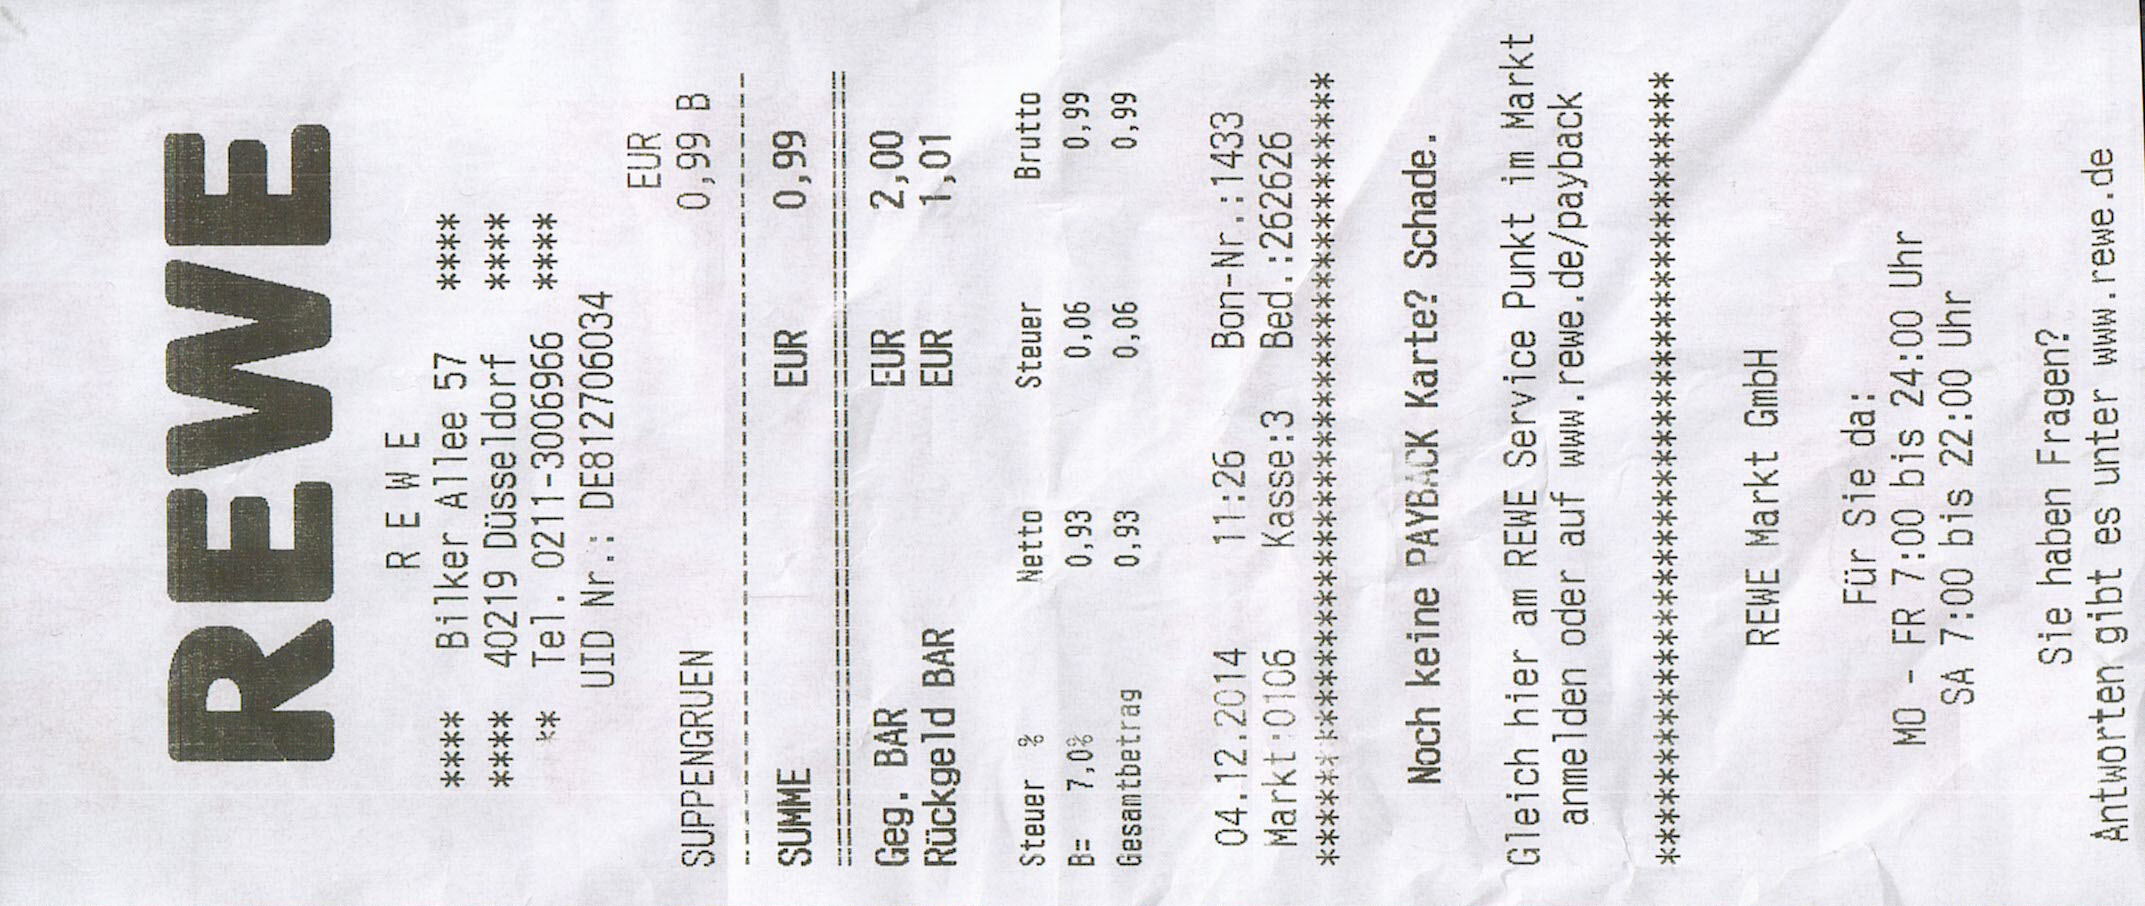 REWE
R E W E
**** Bilker Allee 57 ****
**** 40219 Düsseldorf ****
** Tel. 0211-3006966 ****
UID Nr.: DE812706034
EUR
SUPPENGRUEN 0,99 B
----------------------------------------
SUMME EUR 0,99
========================================
Geg. BAR EUR 2,00
Rückgeld BAR EUR 1,01
Steuer % Netto Steuer Brutto
B= 7,0% 0,93 0,06 0,99
Gesamtbetrag 0,93 0,06 0,99
04.12.2014 11:26 Bon-Nr.:1433
Markt:0106 Kasse:3 Bed.:262626
****************************************
Noch keine PAYBACK Karte? Schade.
Gleich hier am REWE Service Punkt im Markt
anmelden oder auf www.rewe.de/payback
****************************************
REWE Markt GmbH
Für Sie da:
MO - FR 7:00 bis 24:00 Uhr
SA 7:00 bis 22:00 Uhr
Sie haben Fragen?
Antworten gibt es unter www.rewe.de